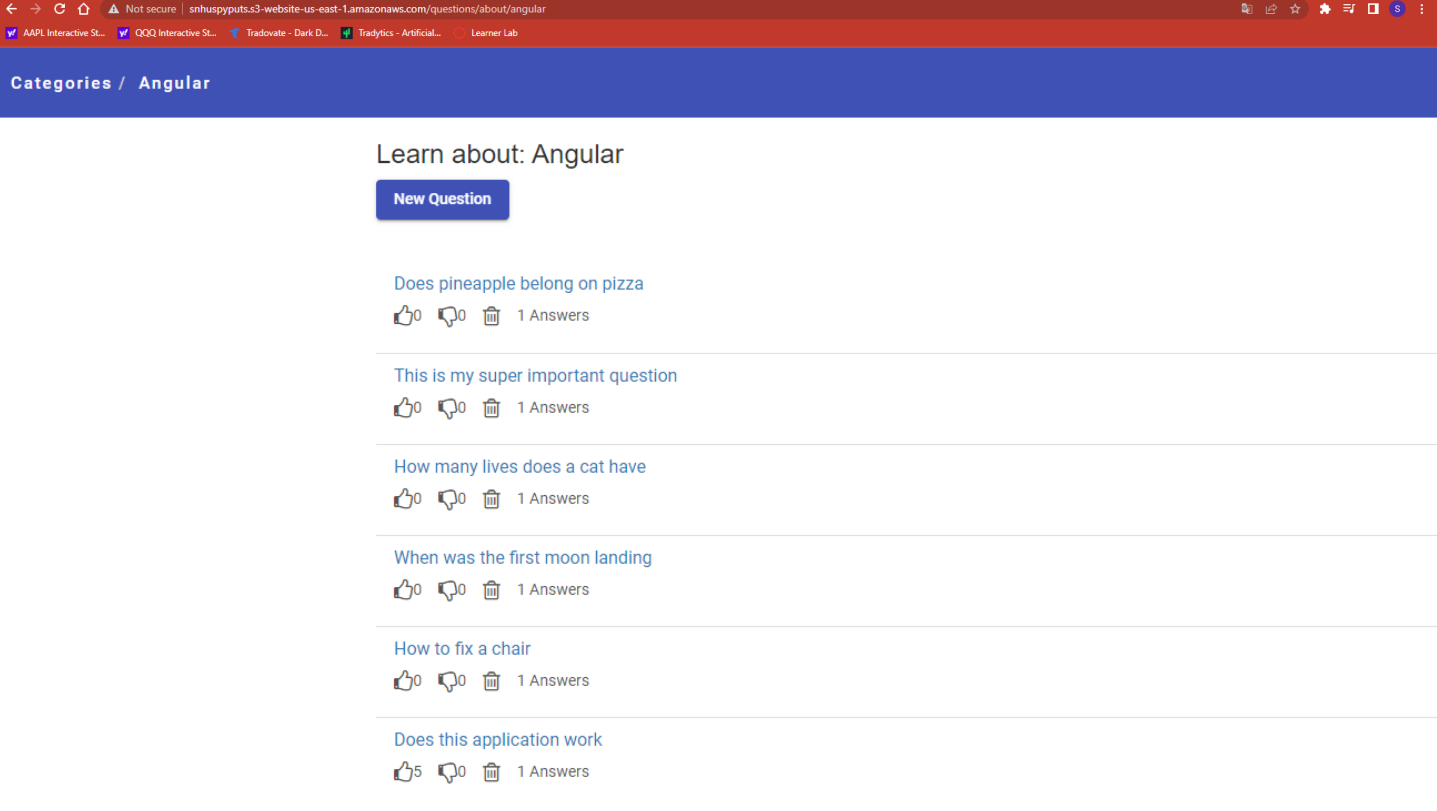 Not secure snhuspyputs.s3-website-us-east-1.amazonaws.com/questions/about/angular S
AAPL Interactive St... QQQ Interactive St... Tradovate - Dark D... Tradytics - Artificial... Learner Lab
Categories / Angular
Learn about: Angular
New Question
Does pineapple belong on pizza
0 0 1 Answers
This is my super important question
0 0 1 Answers
How many lives does a cat have
0 0 1 Answers
When was the first moon landing
0 0 1 Answers
How to fix a chair
0 0 1 Answers
Does this application work
5 0 1 Answers